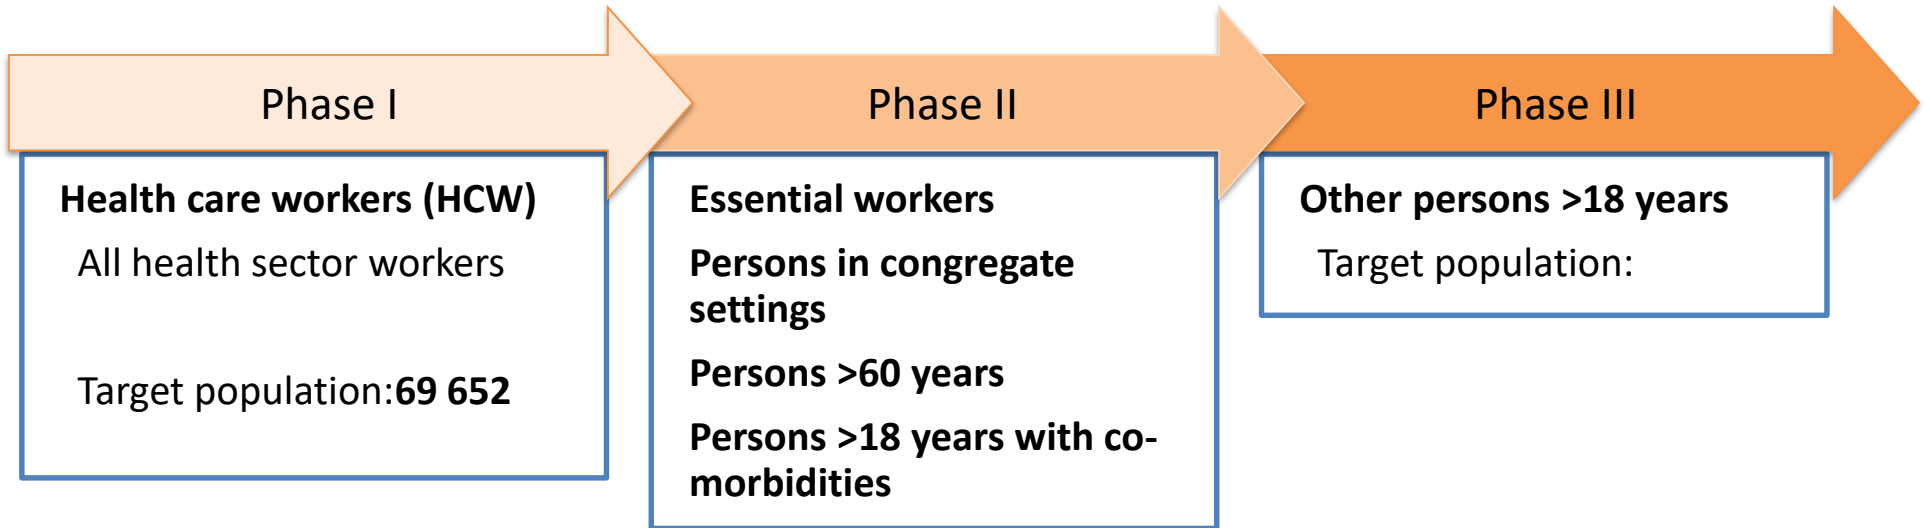 Phase I
Health care workers (HCW)
All health sector workers
Target population:69 652
Phase II
Essential workers
Persons in congregate
settings
Persons >60 years
Persons >18 years with co-
morbidities
Phase III
Other persons >18 years
Target population: